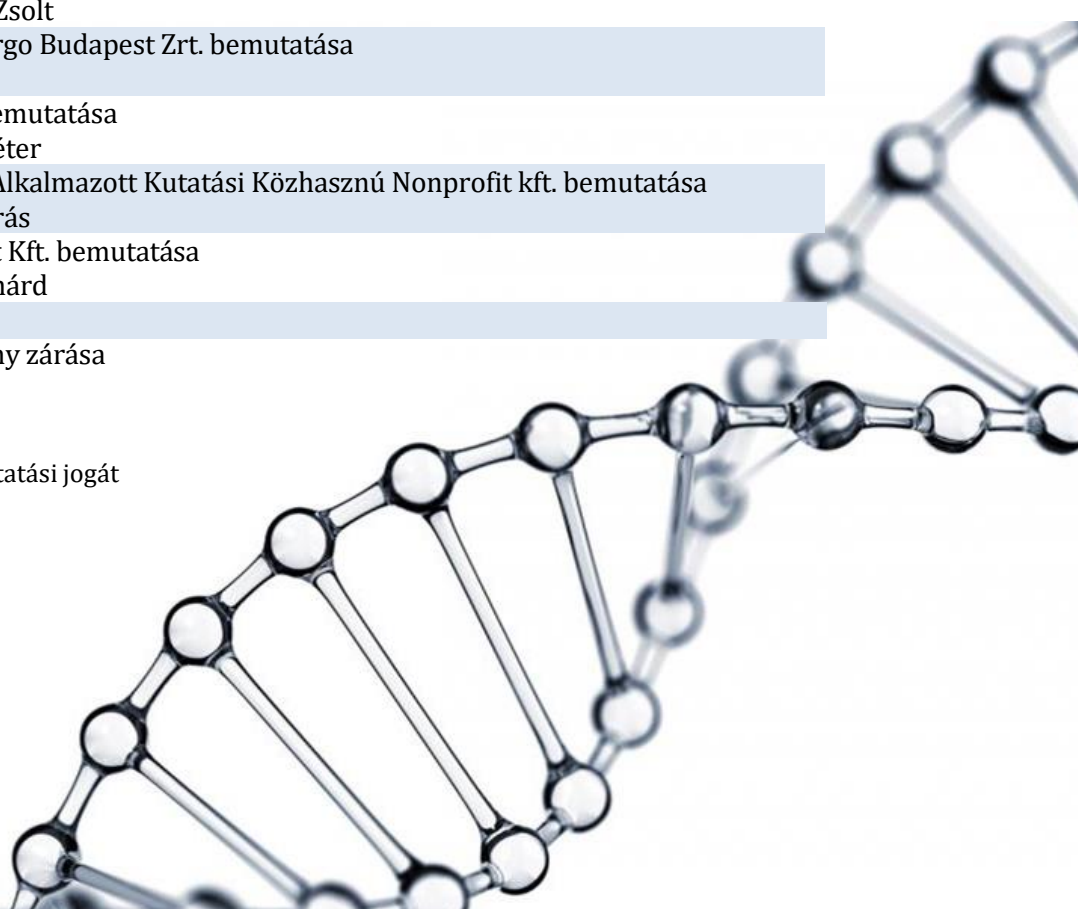 Zsolt
rgo Budapest Zrt. bemutatása
emutatása
éter
Alkalmazott Kutatási Közhasznú Nonprofit kft. bemutatása
rás
t Kft. bemutatása
nárd
ny zárása
tatási jogát